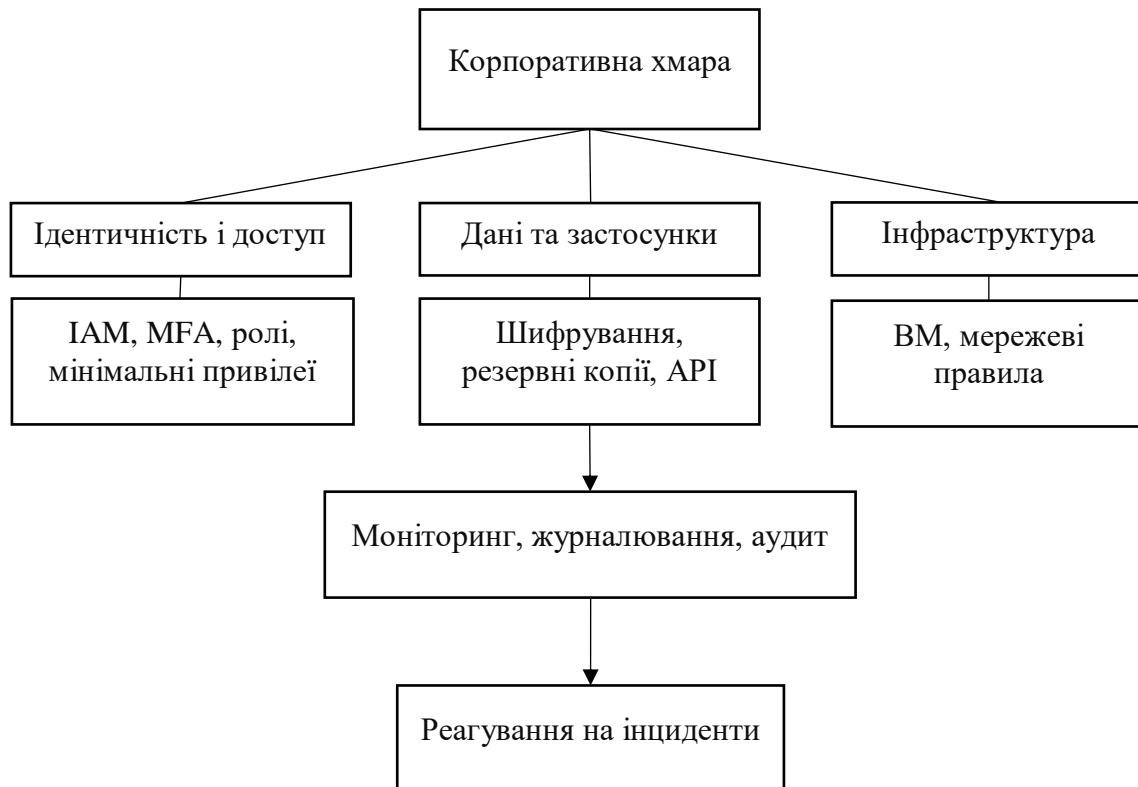 Корпоративна хмара
Ідентичність і доступ
Дані та застосунки
Інфраструктура
IAM, MFA, ролі,
мінімальні привілеї
Шифрування,
резервні копії, API
ВМ, мережеві
правила
Моніторинг, журналювання, аудит
Реагування на інциденти